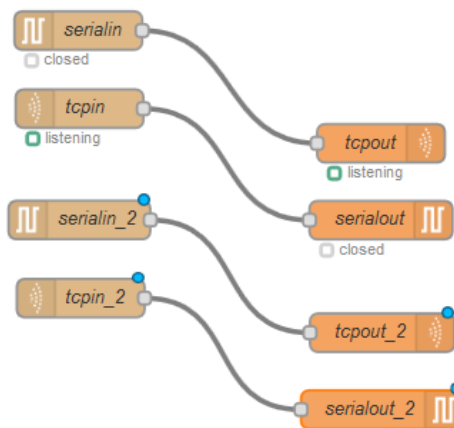 serialin
closed
tcpin
listening
tcpout
listening
serialin_2
serialout
closed
tcpin_2
tcpout_2
serialout_2